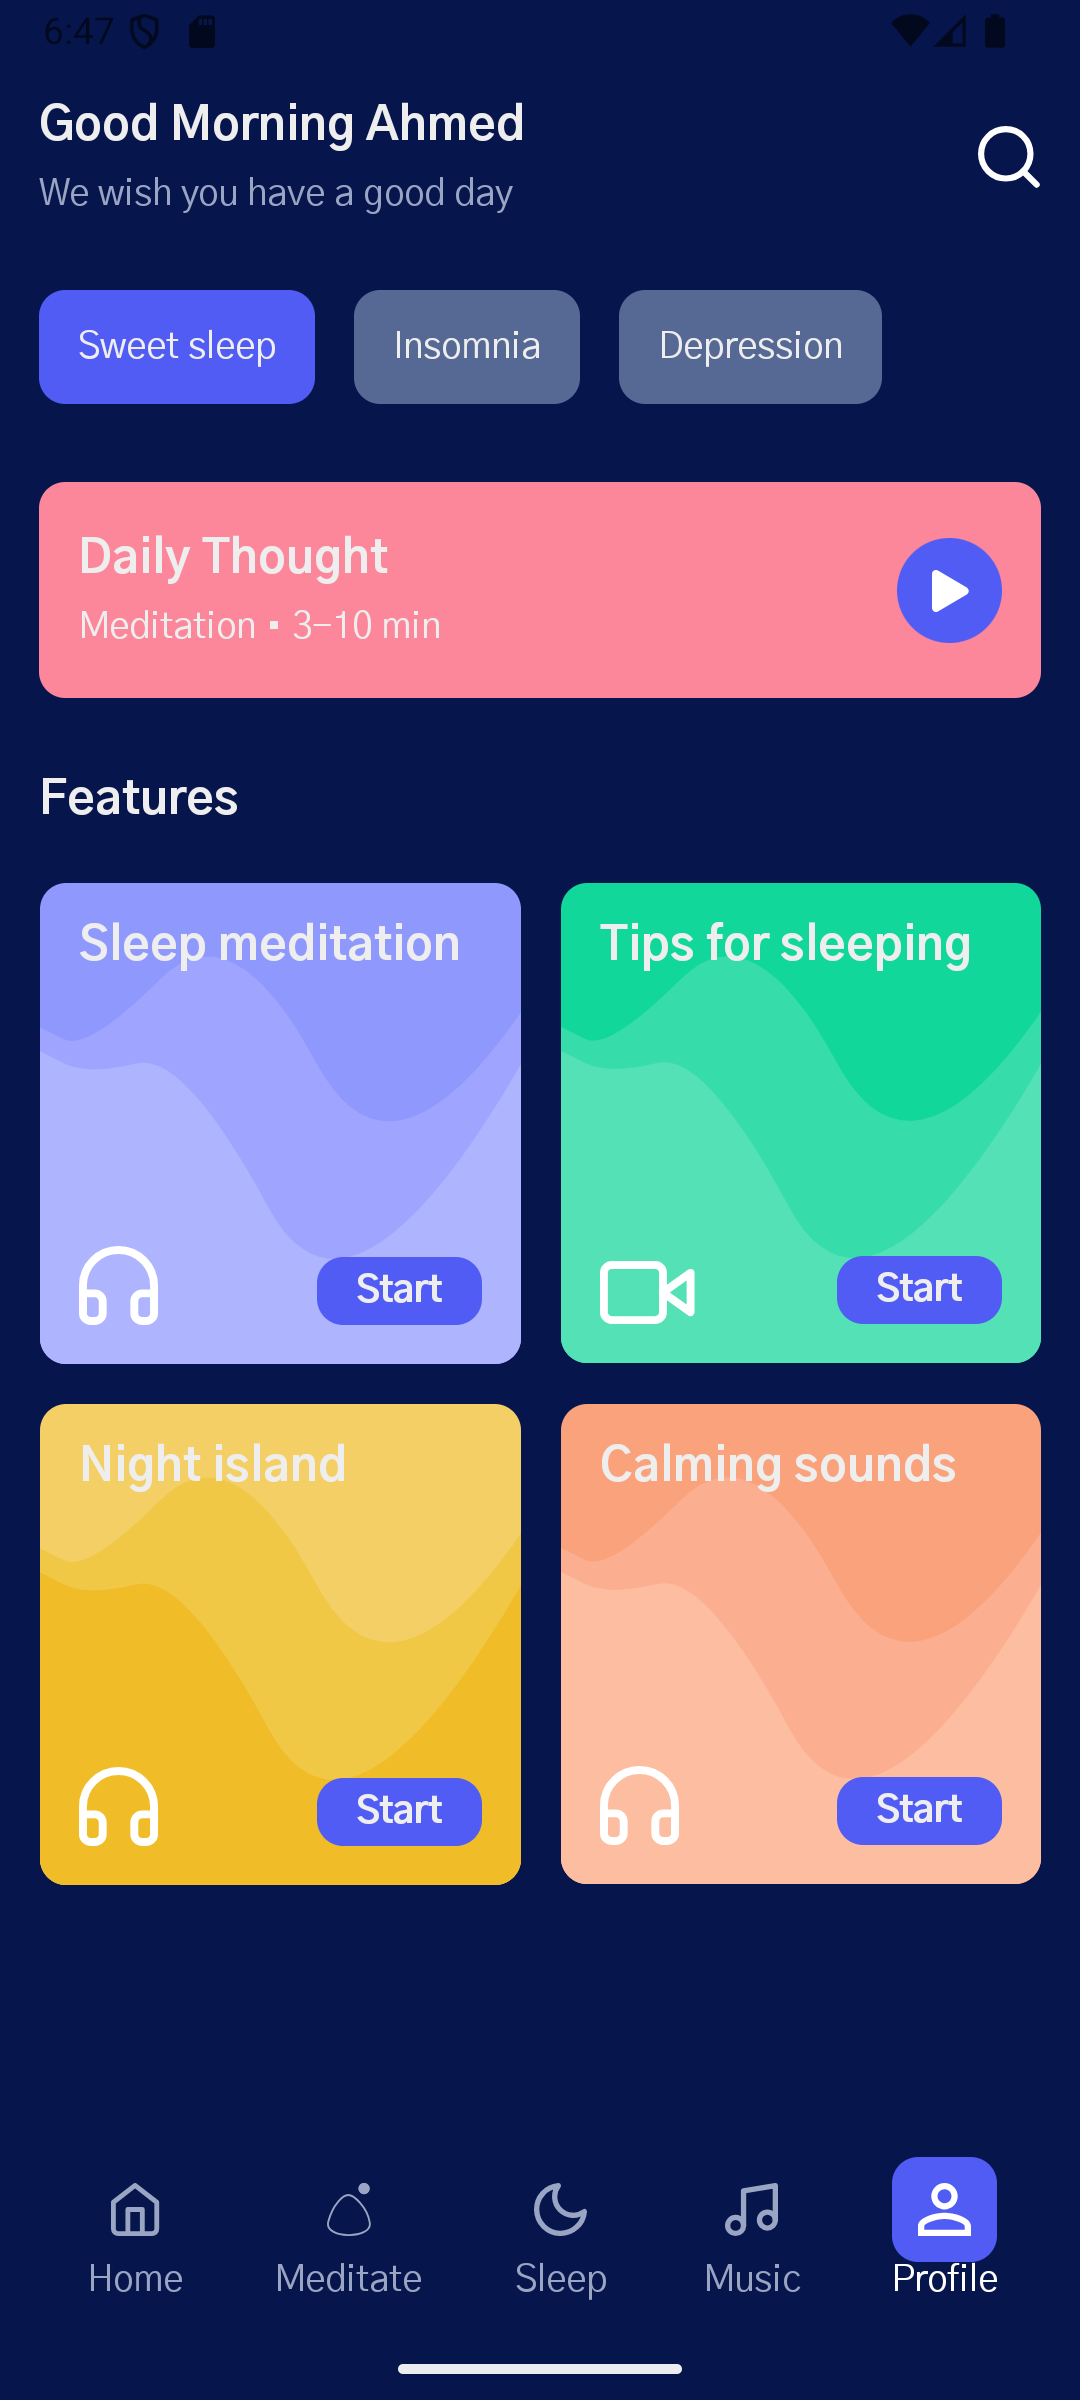 6:47
Good Morning Ahmed
We wish you have a good day
Sweet sleep
Insomnia
Depression
Daily Thought
Meditation • 3-10 min
Features
Sleep meditation
Tips for sleeping
Start
Start
Night island
Calming sounds
Start
Start
Home
Meditate
Sleep
Music
Profile